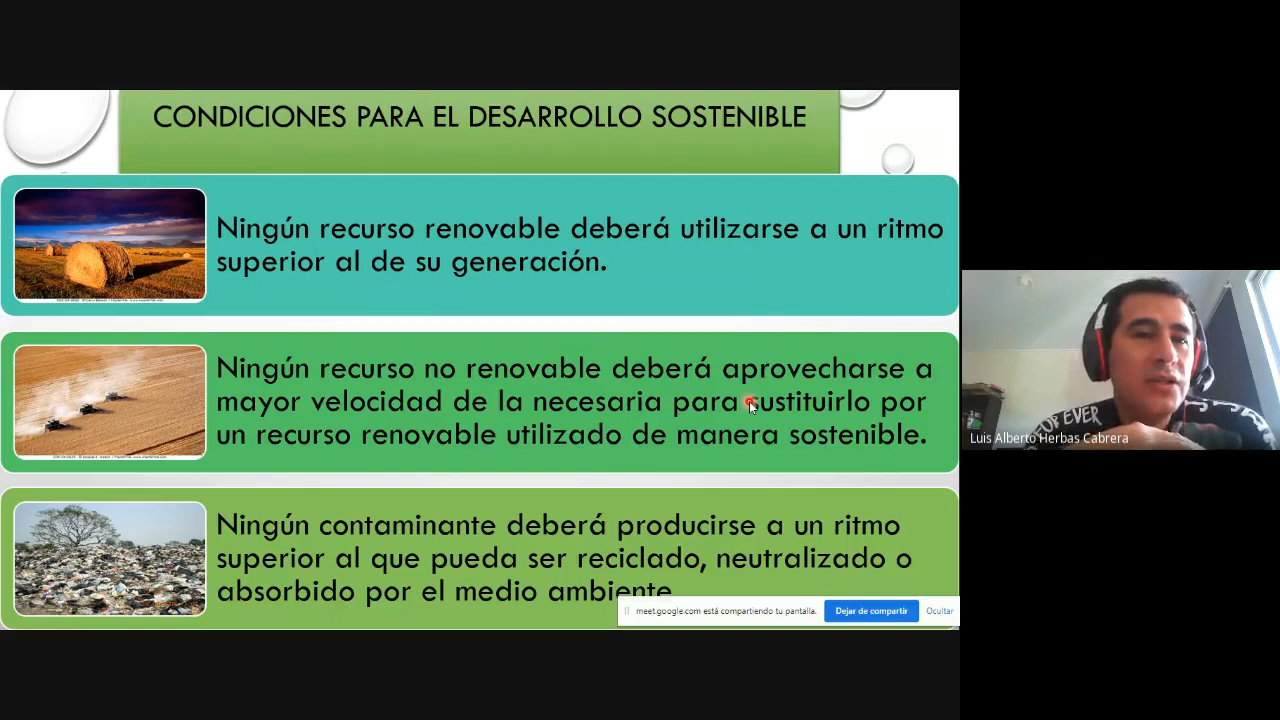 CONDICIONES PARA EL DESARROLLO SOSTENIBLE
Ningún recurso renovable deberá utilizarse a un ritmo
superior al de su generación.
Ningún recurso no renovable deberá aprovecharse a
mayor velocidad de la necesaria para sustituirlo por
un recurso renovable utilizado de manera sostenible.
Ningún contaminante deberá producirse a un ritmo
superior al que pueda ser reciclado, neutralizado o
absorbido por el medio ambiente
meet.google.com está compartiendo tu pantalla.
Dejar de compartir
Ocultar
Luis Alberto Herbas Cabrera
EVER